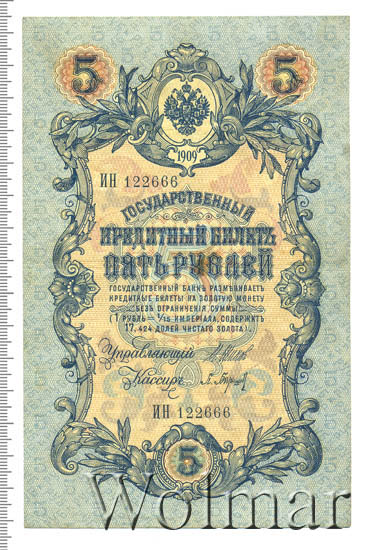 5 5
1909
ИН 122666
ГОСУДАРСТВЕННЫЙ
КРЕДИТНЫЙ БИЛЕТЪ
ПЯТЬ РУБЛЕЙ
ГОСУДАРСТВЕННЫЙ БАНКЪ РАЗМѢНИВАЕТЪ
КРЕДИТНЫЕ БИЛЕТЫ НА ЗОЛОТУЮ МОНЕТУ
БЕЗЪ ОГРАНИЧЕНІЯ СУММЫ
(1 РУБЛЬ = 1/15 ИМПЕРІАЛА, СОДЕРЖИТЪ
17,424 ДОЛЕЙ ЧИСТАГО ЗОЛОТА).
Управляющій
Кассиръ
ИН 122666
5
Wolmar